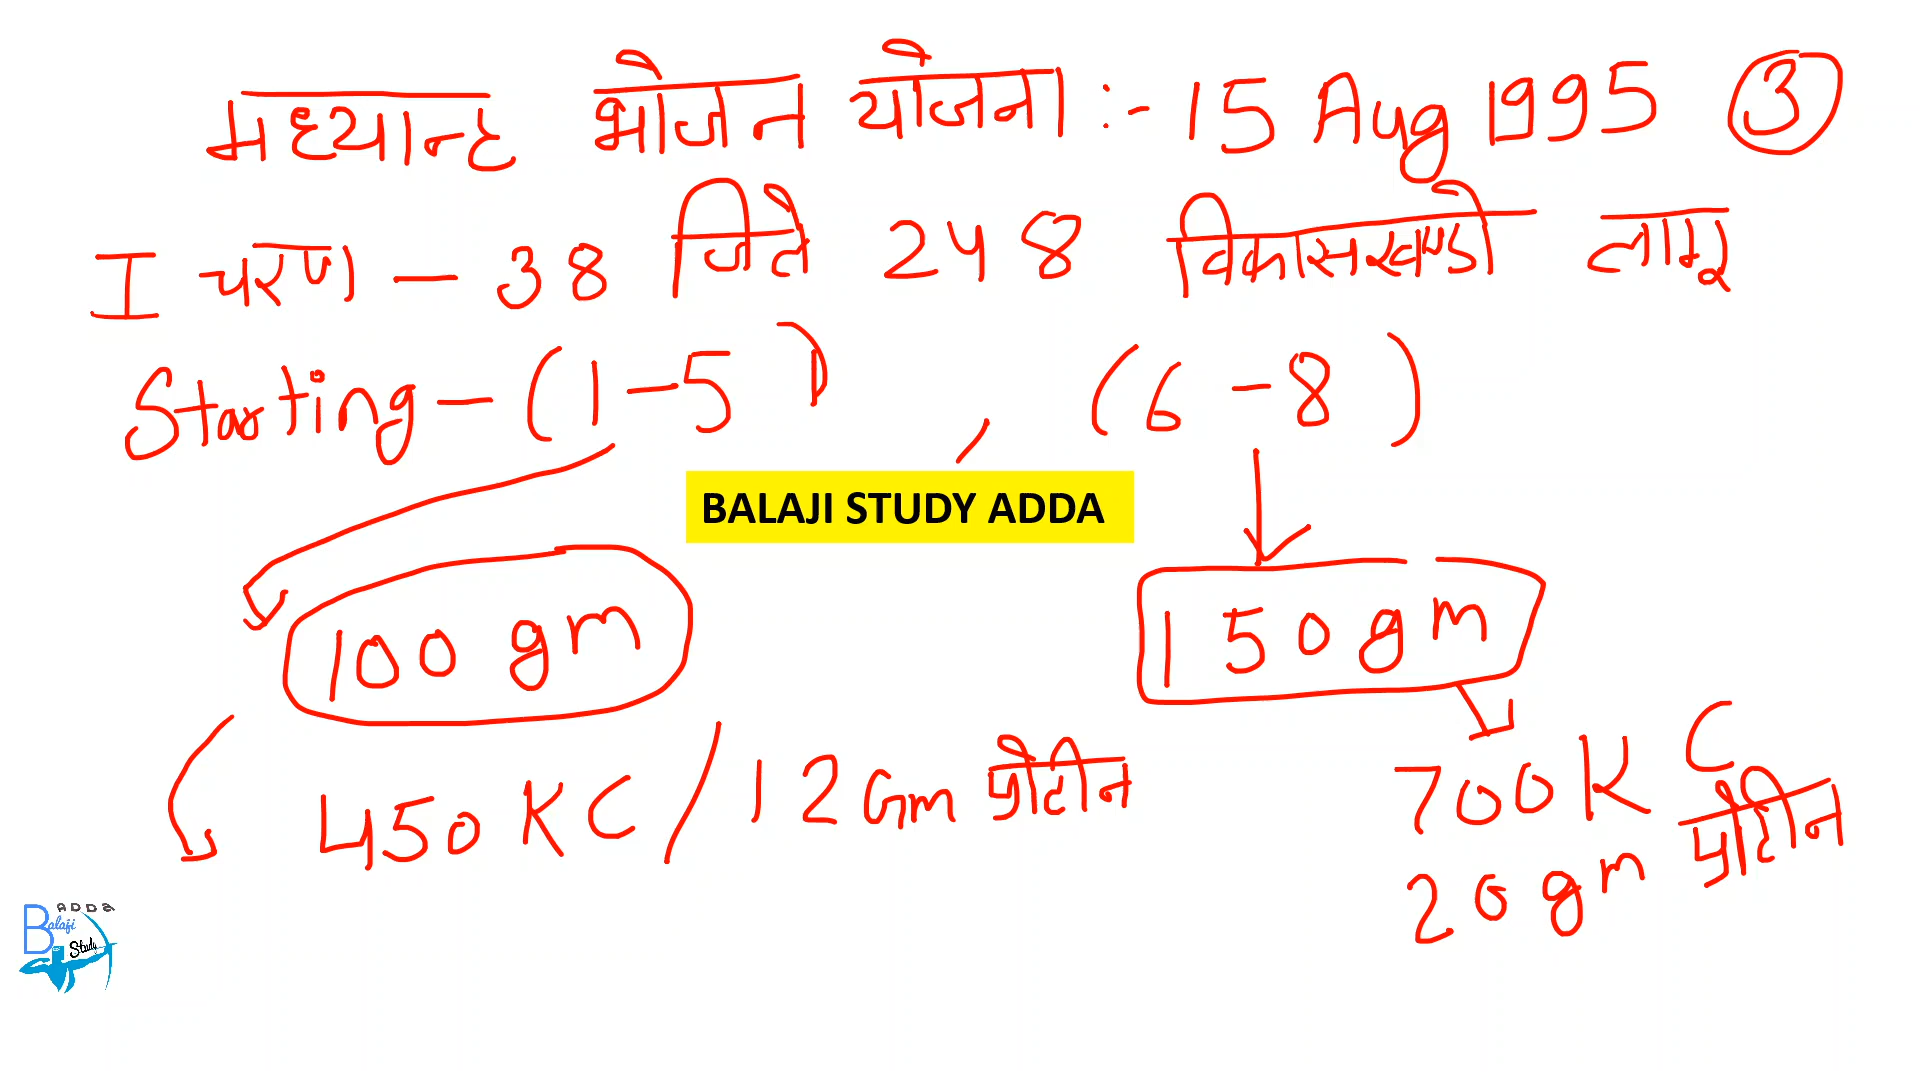 मध्यान्ह भोजन योजना :- 15 Aug 1995 3
I चरण - 38 जिले 248 विकासखण्डो लागू
Starting - (1-5) , (6-8)
BALAJI STUDY ADDA
100 gm 150 gm
450 KC / 12 Gm प्रोटीन 700 K C
20 gm प्रोटीन
ADDA
Balaji
Study